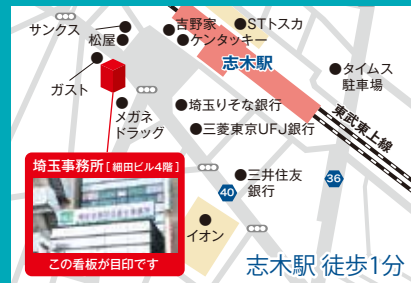 サンクス
松屋
吉野家
ケンタッキー
STトスカ
志木駅
ガスト
タイムス
駐車場
メガネ
ドラッグ
埼玉りそな銀行
三菱東京UFJ銀行
東武東上線
埼玉事務所[細田ビル4階]
三井住友
銀行
40
36
イオン
この看板が目印です
志木駅 徒歩1分